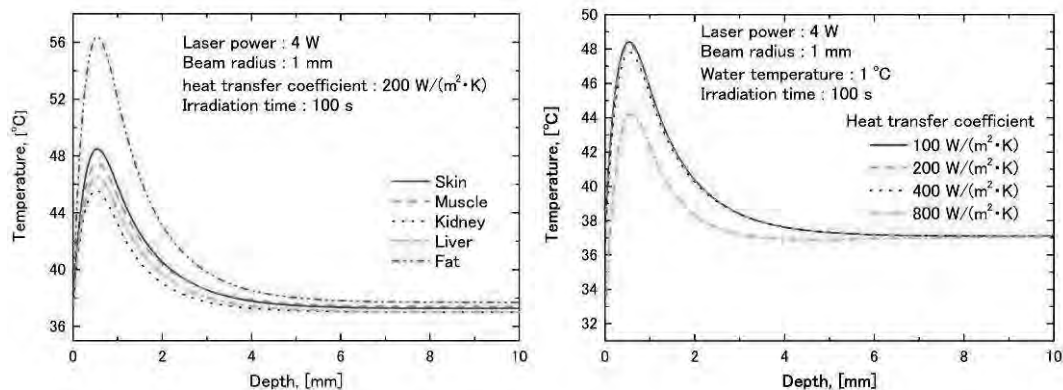 Laser power : 4 W
Beam radius : 1 mm
heat transfer coefficient : 200 W/(m²·K)
Irradiation time : 100 s
Temperature, [°C]
56
52
48
44
40
36
Skin
Muscle
Kidney
Liver
Fat
0 2 4 6 8 10
Depth, [mm]
Laser power : 4 W
Beam radius : 1 mm
Water temperature : 1 °C
Irradiation time : 100 s
Temperature, [°C]
50
48
46
44
42
40
38
36
34
32
31
Heat transfer coefficient
100 W/(m²·K)
200 W/(m²·K)
400 W/(m²·K)
800 W/(m²·K)
0 2 4 6 8 10
Depth, [mm]